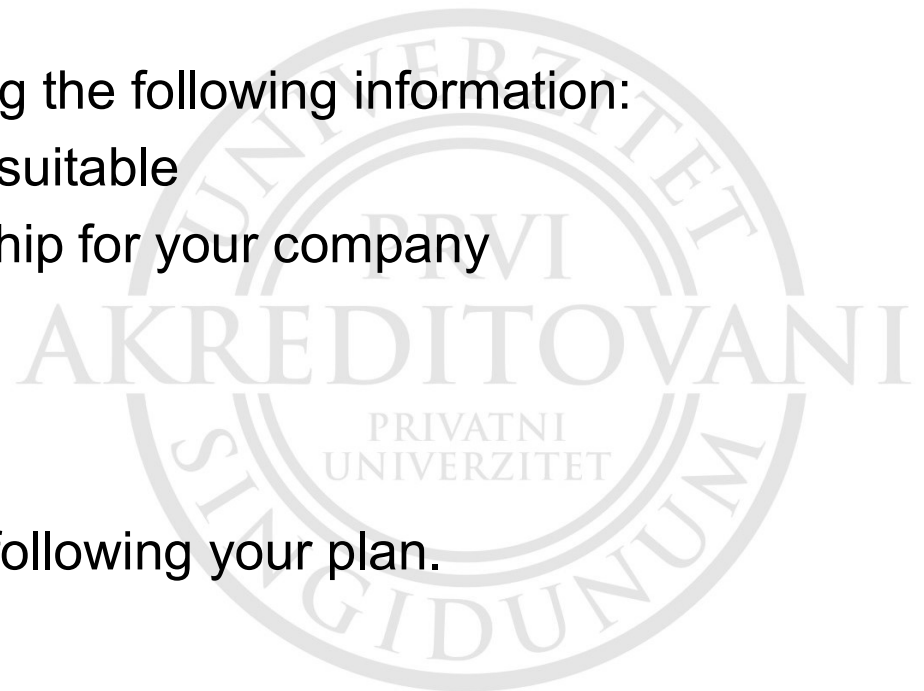 g the following information:
suitable
hip for your company
following your plan.
UNIVERZITET
PRVI
AKREDITOVANI
PRIVATNI
UNIVERZITET
SINGIDUNUM